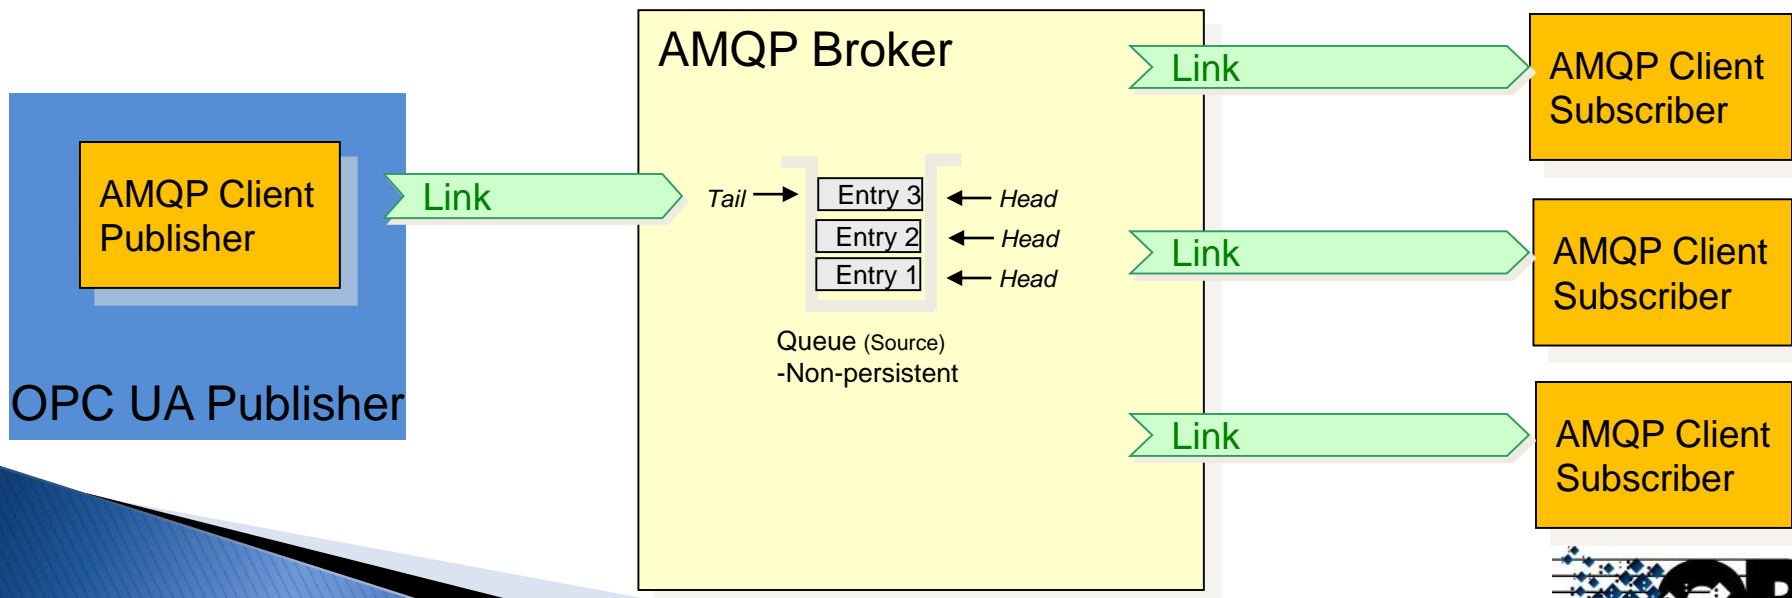 AMQP Broker
Link
AMQP Client
Subscriber
AMQP Client
Publisher
Link
Tail
Entry 3
Head
Entry 2
Head
Entry 1
Head
Link
AMQP Client
Subscriber
Queue (Source)
-Non-persistent
OPC UA Publisher
Link
AMQP Client
Subscriber